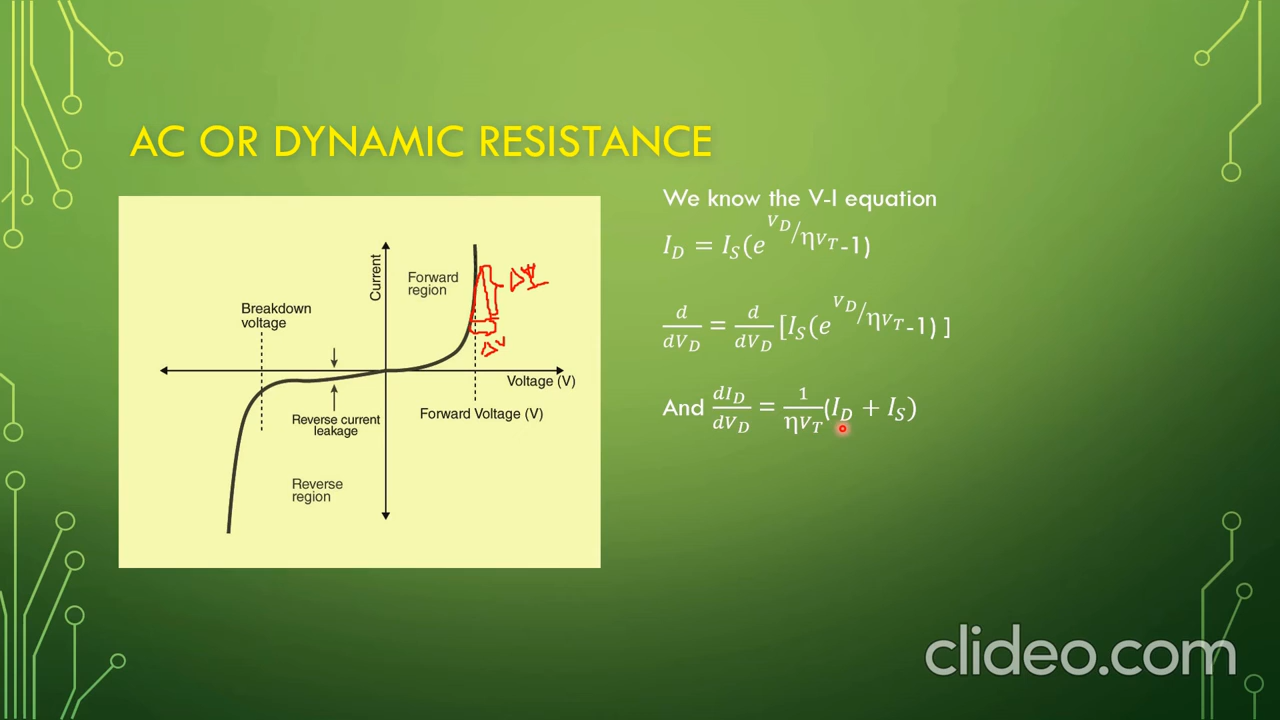 AC OR DYNAMIC RESISTANCE
Current
Forward
region
ΔI
Breakdown
voltage
ΔV
Voltage (V)
Forward Voltage (V)
Reverse current
leakage
Reverse
region
We know the V-I equation
I_D = I_S(e^{V_D/ηV_T}-1)
d/dV_D = d/dV_D [I_S(e^{V_D/ηV_T}-1) ]
And dI_D/dV_D = 1/ηV_T (I_D + I_S)
clideo.com